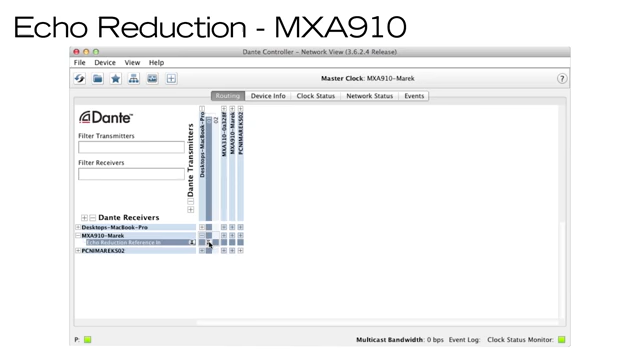 Echo Reduction - MXA910
Dante Controller - Network View (3.6.2.4 Release)
File Device View Help
Master Clock: MXA910-Marek
?
Routing Device Info Clock Status Network Status Events
Dante
Filter Transmitters
Filter Receivers
Dante Transmitters
Desktops-MacBook-Pro
02
MXA910-Marek
PCNIMAREK502
Dante Receivers
Desktops-MacBook-Pro
MXA910-Marek
Echo Reduction Reference In
PCNIMAREK502
P:
Multicast Bandwidth: 0 bps Event Log: Clock Status Monitor: